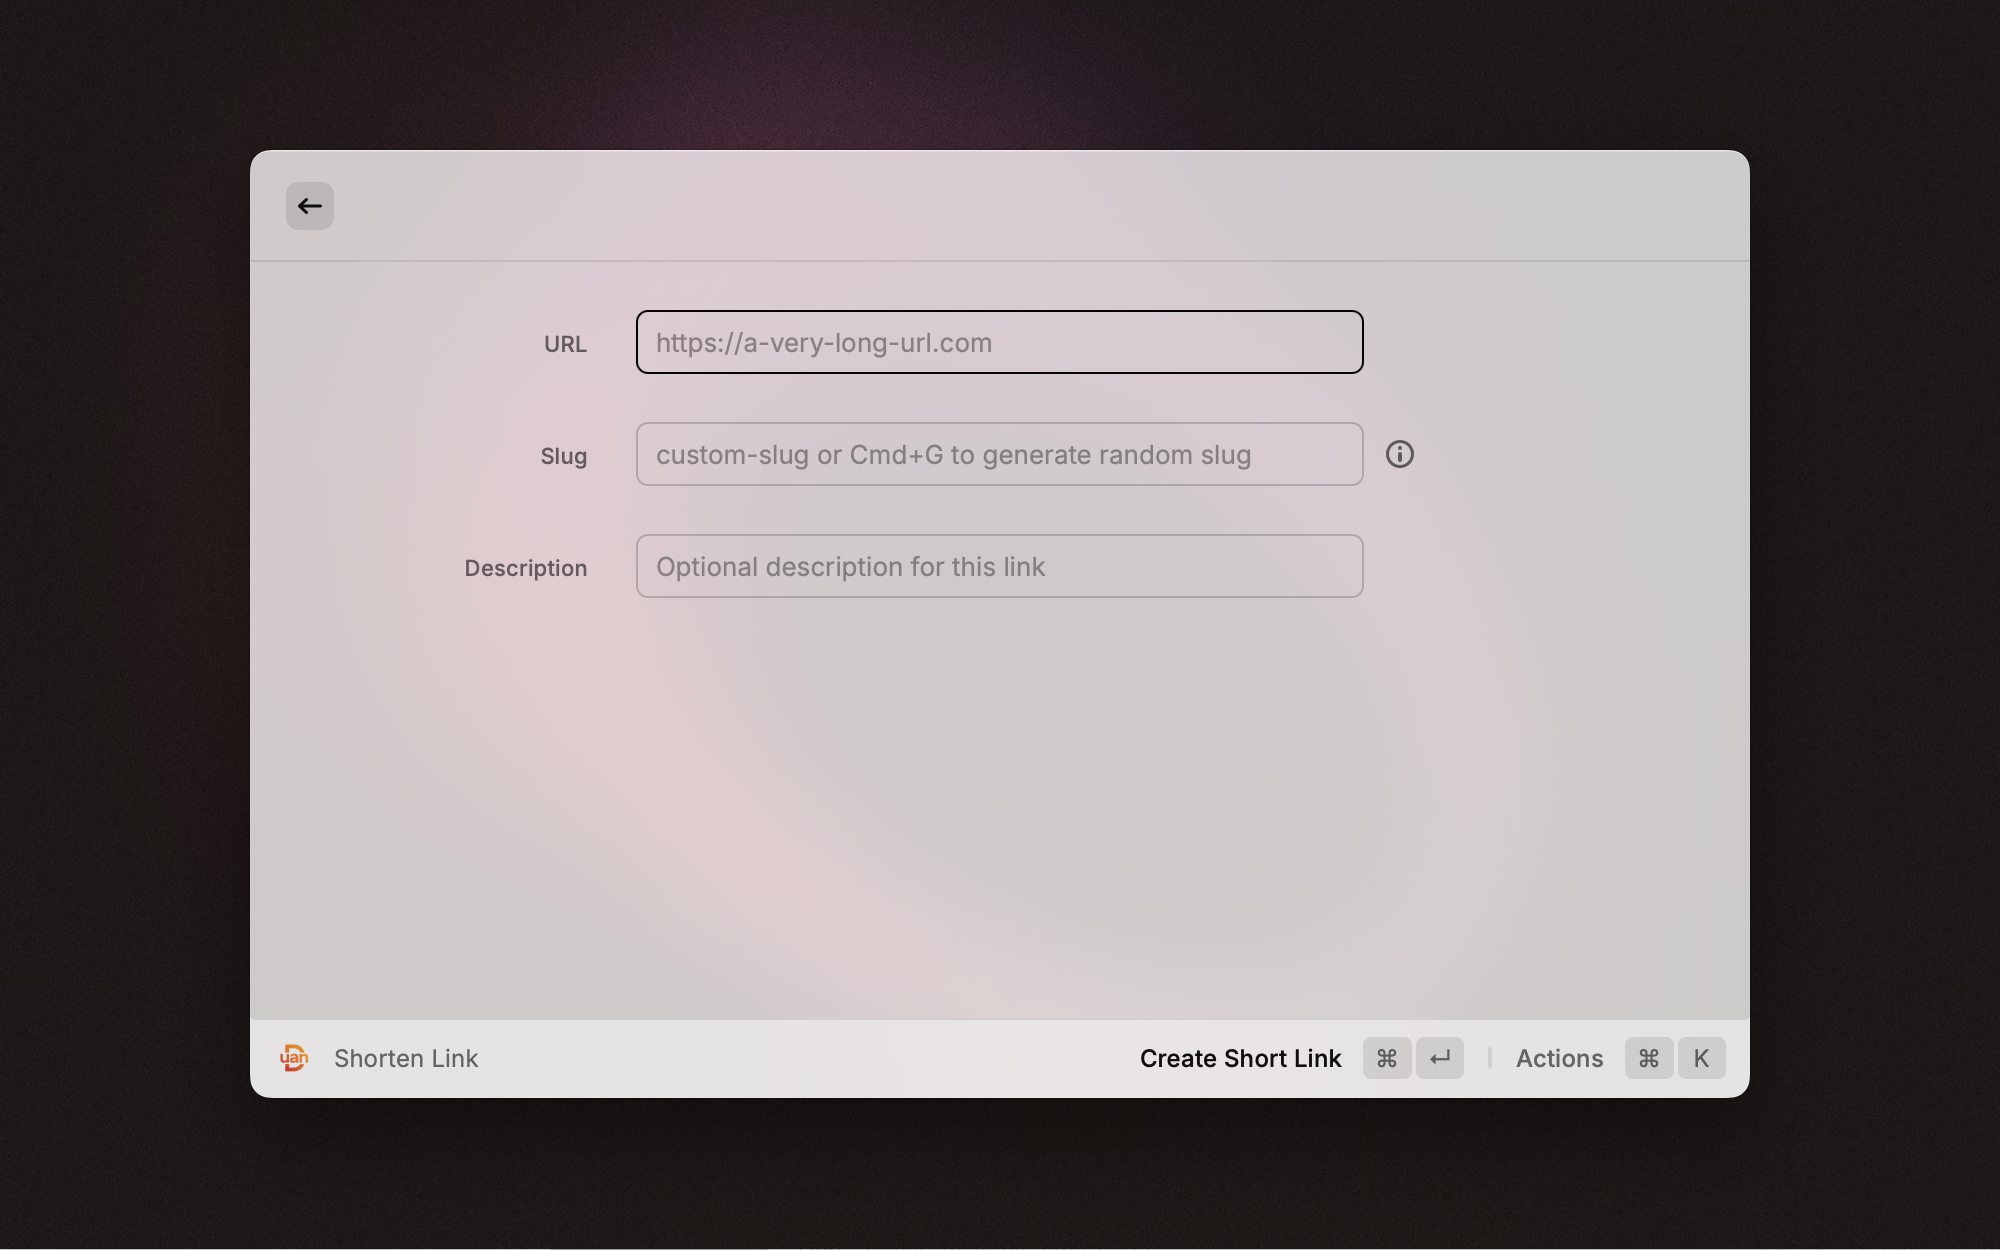 URL
https://a-very-long-url.com
Slug
custom-slug or Cmd+G to generate random slug
Description
Optional description for this link
Duan
Shorten Link
Create Short Link ⌘ ↵
Actions ⌘ K